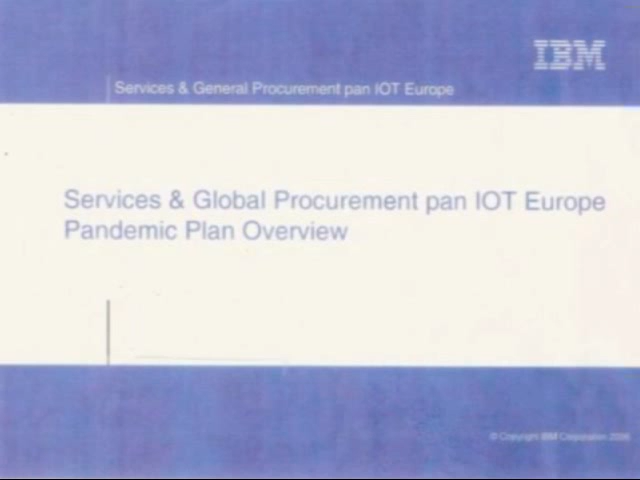 IBM
Services & General Procurement pan IOT Europe
Services & Global Procurement pan IOT Europe
Pandemic Plan Overview
© Copyright IBM Corporation